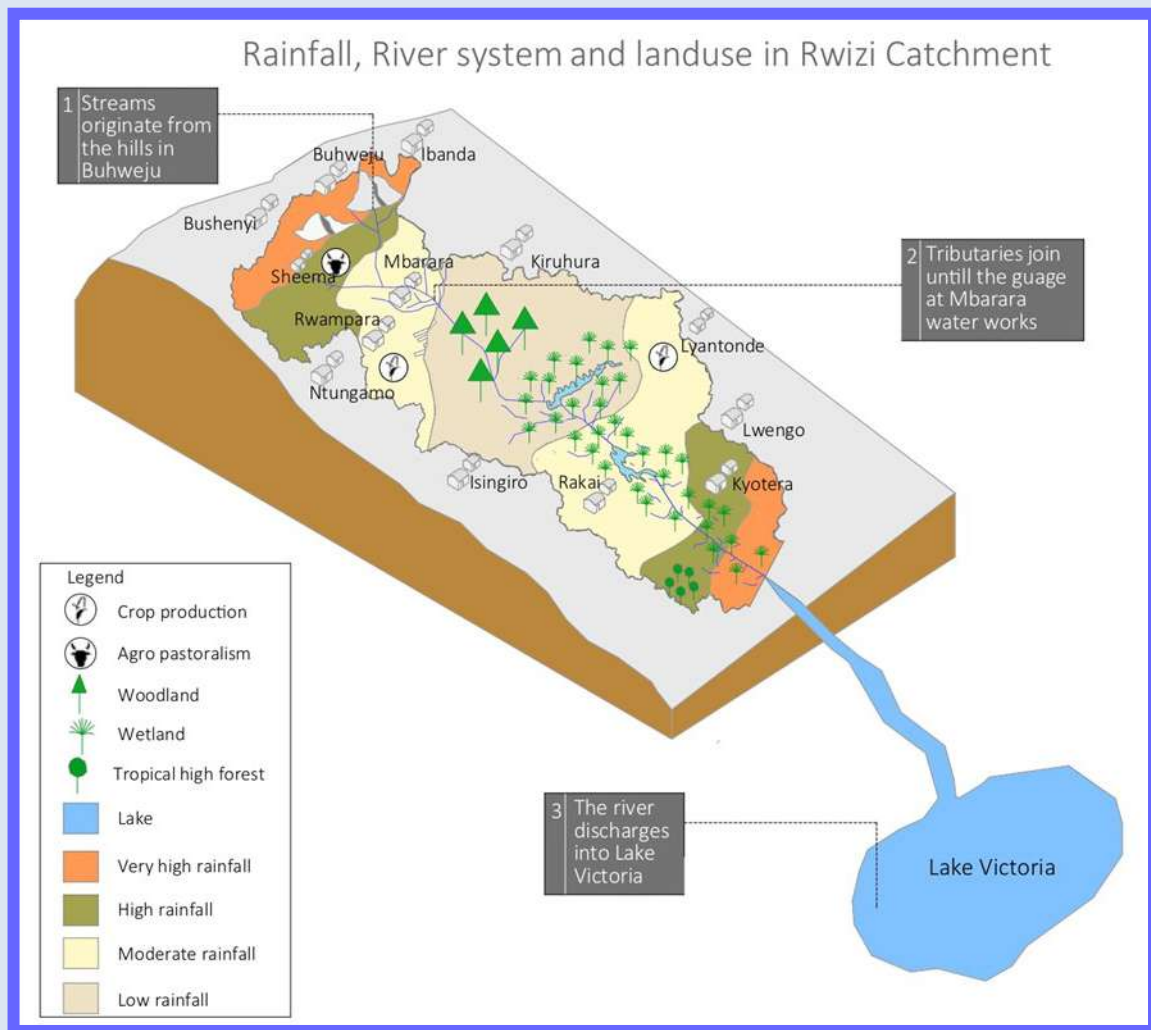 Rainfall, River system and landuse in Rwizi Catchment
1 Streams
originate from
the hills in
Buhweju
Buhweju
Ibanda
Bushenyi
Sheema
Mbarara
Kiruhura
2 Tributaries join
untill the guage
at Mbarara
water works
Rwampara
Lyantonde
Ntungamo
Lwengo
Isingiro
Rakai
Kyotera
Legend
Crop production
Agro pastoralism
Woodland
Wetland
Tropical high forest
Lake
Very high rainfall
High rainfall
Moderate rainfall
Low rainfall
3 The river
discharges
into Lake
Victoria
Lake Victoria